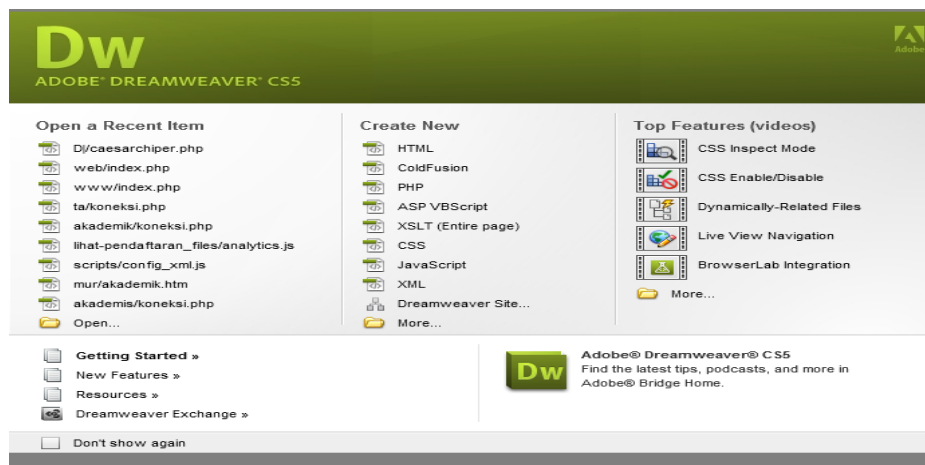 Dw
ADOBE® DREAMWEAVER® CS5
Adobe
Open a Recent Item
D/caesarchiper.php
web/index.php
www/index.php
ta/koneksi.php
akademik/koneksi.php
lihat-pendaftaran_files/analytics.js
scripts/config_xml.js
mur/akademik.htm
akademis/koneksi.php
Open...
Create New
HTML
ColdFusion
PHP
ASP VBScript
XSLT (Entire page)
CSS
JavaScript
XML
Dreamweaver Site...
More...
Top Features (videos)
CSS Inspect Mode
CSS Enable/Disable
Dynamically-Related Files
Live View Navigation
BrowserLab Integration
More...
Getting Started »
New Features »
Resources »
Dreamweaver Exchange »
Dw
Adobe® Dreamweaver® CS5
Find the latest tips, podcasts, and more in
Adobe® Bridge Home.
Don't show again